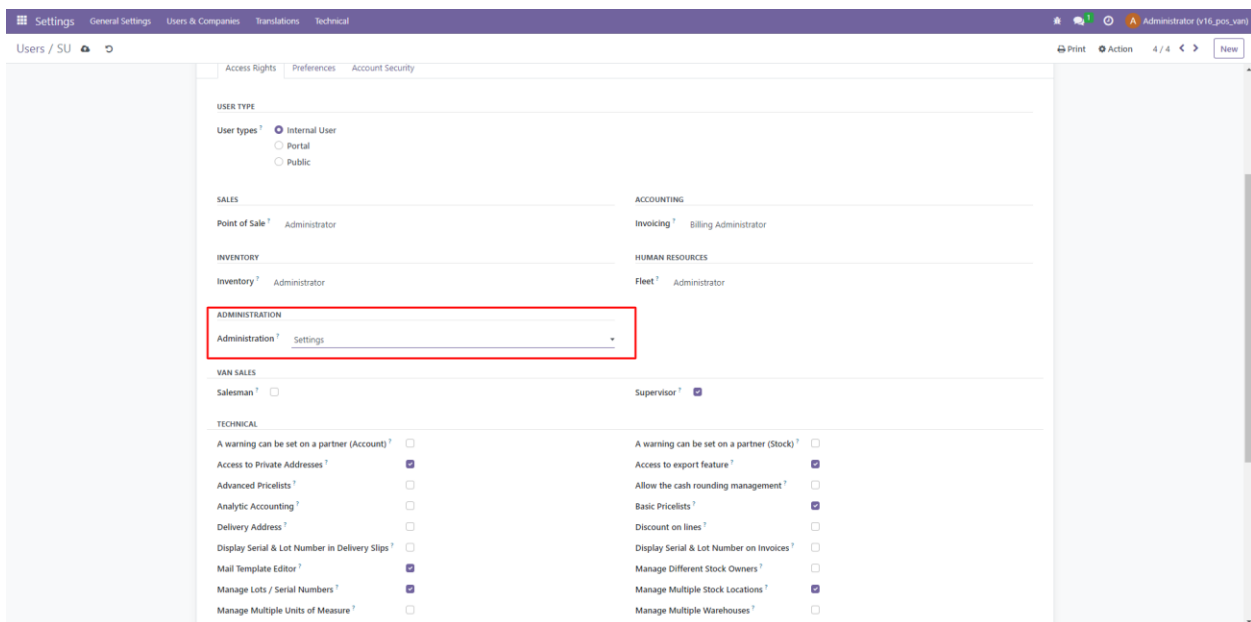 Settings General Settings Users & Companies Translations Technical 1 A Administrator (v16_pos_van)
Users / SU Print Action 4 / 4 New
Access Rights Preferences Account Security
USER TYPE
User types ? Internal User
Portal
Public
SALES ACCOUNTING
Point of Sale ? Administrator Invoicing ? Billing Administrator
INVENTORY HUMAN RESOURCES
Inventory ? Administrator Fleet ? Administrator
ADMINISTRATION
Administration ? Settings
VAN SALES
Salesman ? Supervisor ?
TECHNICAL
A warning can be set on a partner (Account) ? A warning can be set on a partner (Stock) ?
Access to Private Addresses ? Access to export feature ?
Advanced Pricelists ? Allow the cash rounding management ?
Analytic Accounting ? Basic Pricelists ?
Delivery Address ? Discount on lines ?
Display Serial & Lot Number in Delivery Slips ? Display Serial & Lot Number on Invoices ?
Mail Template Editor ? Manage Different Stock Owners ?
Manage Lots / Serial Numbers ? Manage Multiple Stock Locations ?
Manage Multiple Units of Measure ? Manage Multiple Warehouses ?